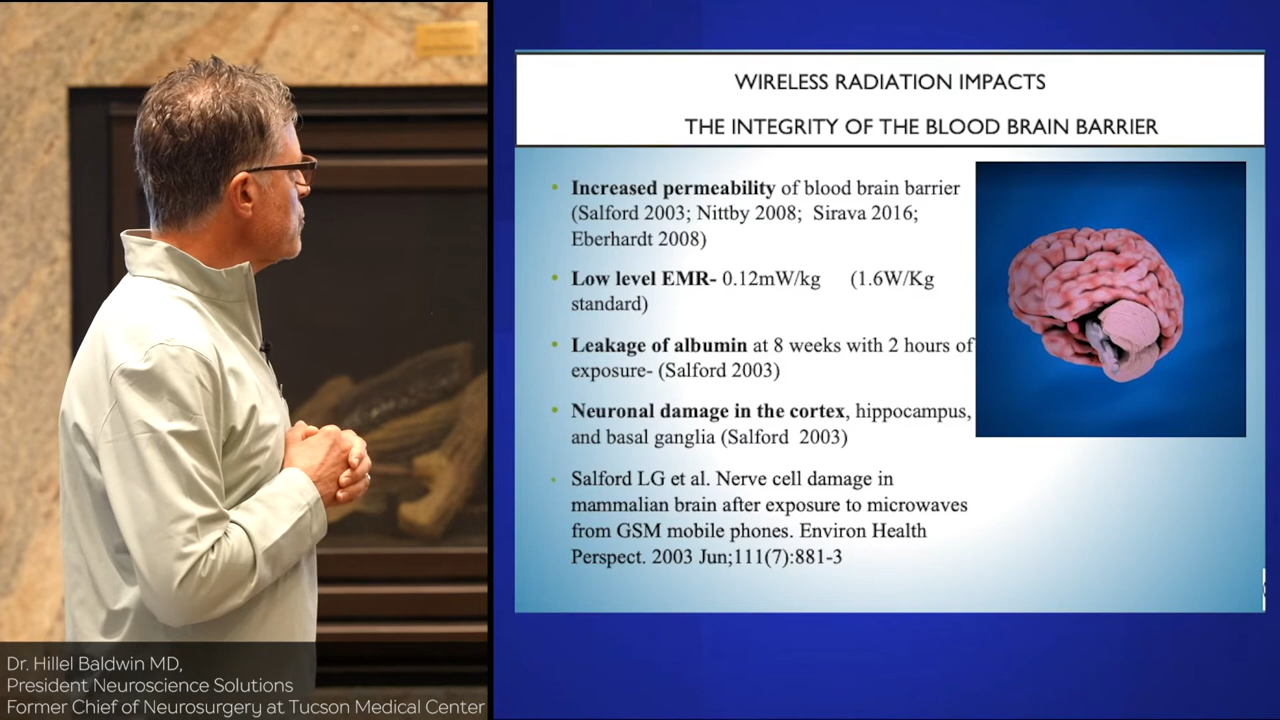 WIRELESS RADIATION IMPACTS
THE INTEGRITY OF THE BLOOD BRAIN BARRIER
• Increased permeability of blood brain barrier
(Salford 2003; Nittby 2008; Sirava 2016;
Eberhardt 2008)
• Low level EMR- 0.12mW/kg (1.6W/Kg
standard)
• Leakage of albumin at 8 weeks with 2 hours of
exposure- (Salford 2003)
• Neuronal damage in the cortex, hippocampus,
and basal ganglia (Salford 2003)
• Salford LG et al. Nerve cell damage in
mammalian brain after exposure to microwaves
from GSM mobile phones. Environ Health
Perspect. 2003 Jun;111(7):881-3
Dr. Hillel Baldwin MD,
President Neuroscience Solutions
Former Chief of Neurosurgery at Tucson Medical Center